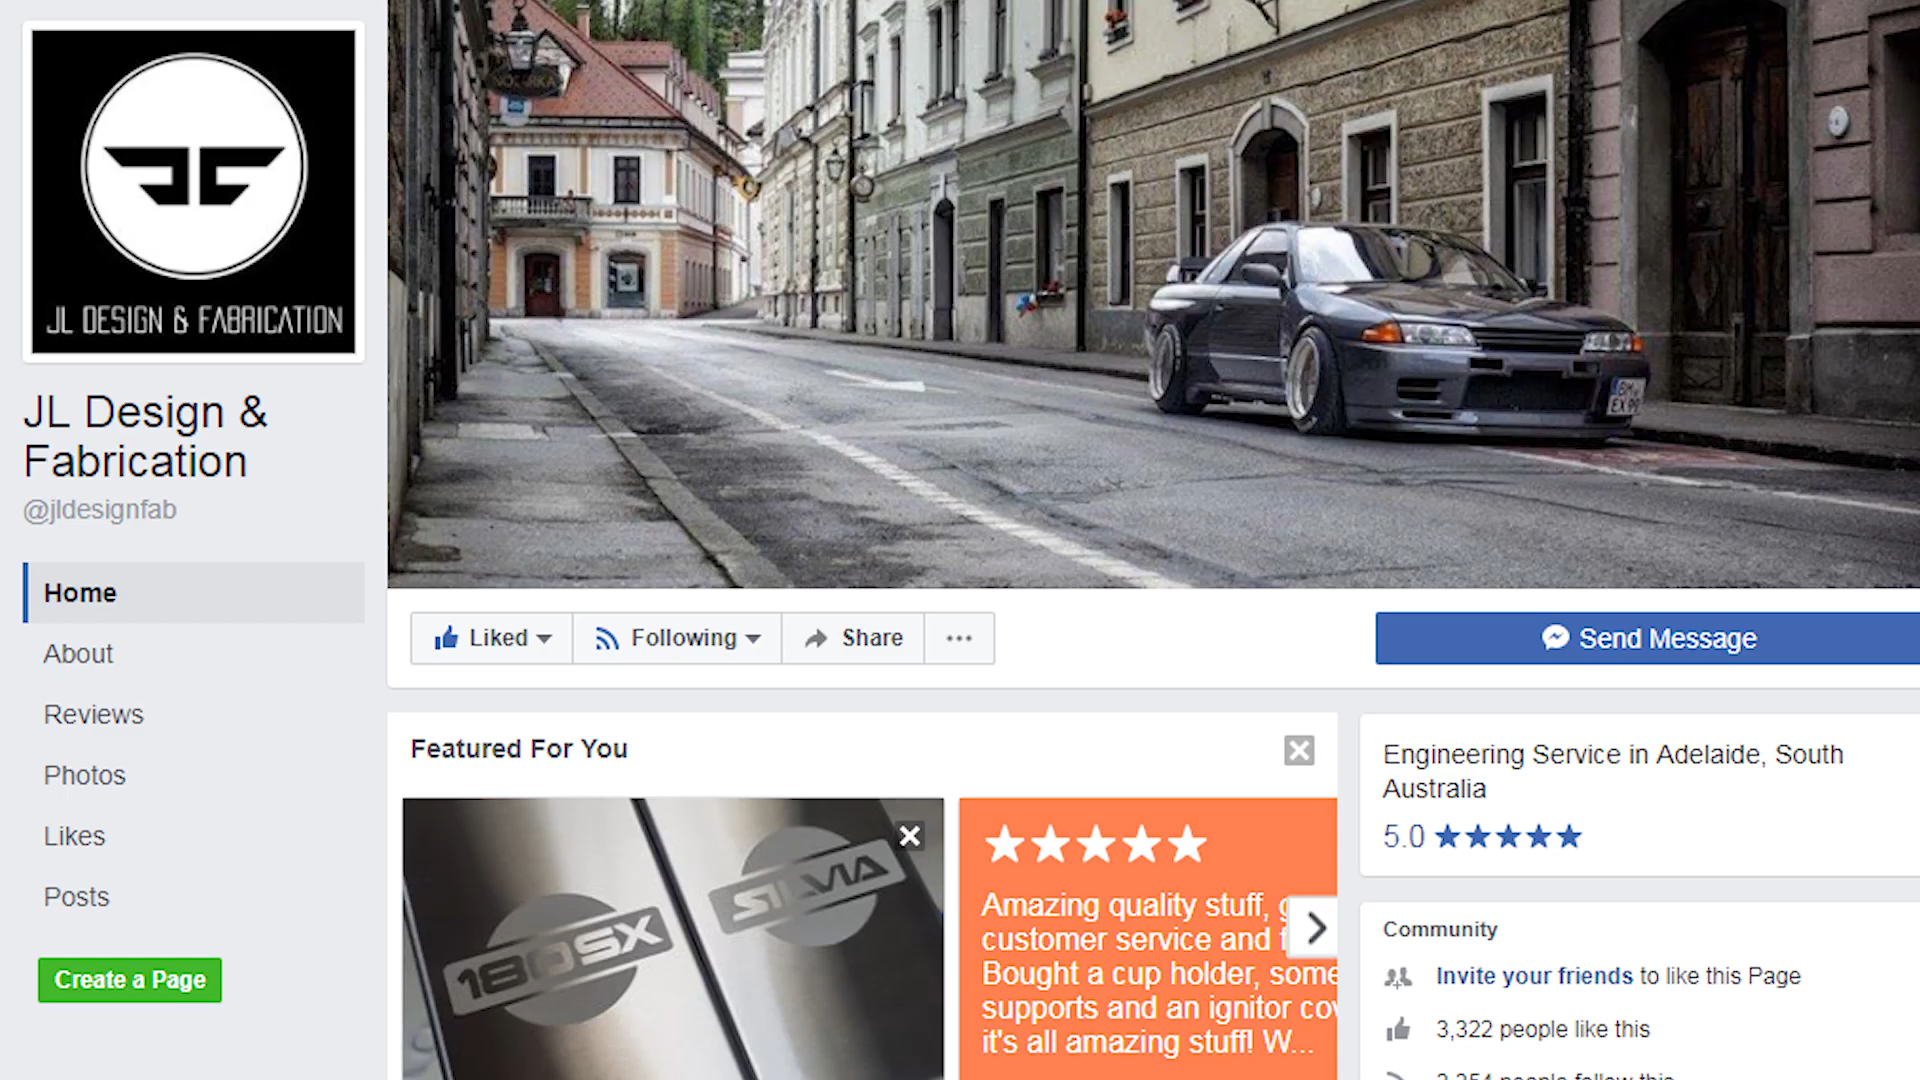 JL DESIGN & FABRICATION
JL Design &
Fabrication
@jldesignfab
Home
About
Reviews
Photos
Likes
Posts
Create a Page
Liked
Following
Share
Send Message
Featured For You
180SX
SILVIA
Amazing quality stuff,
customer service and
Bought a cup holder, some
supports and an ignitor
it's all amazing stuff! W...
Engineering Service in Adelaide, South
Australia
5.0
Community
Invite your friends to like this Page
3,322 people like this